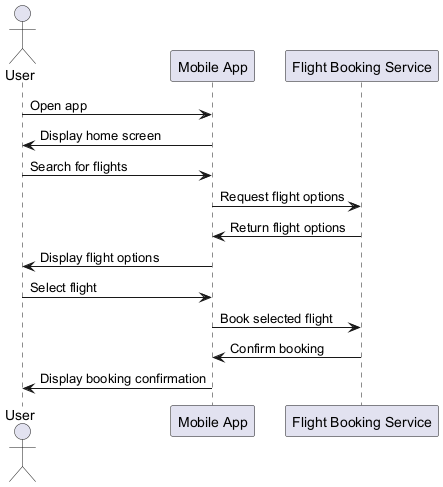 User
Mobile App
Flight Booking Service
Open app
Display home screen
Search for flights
Request flight options
Return flight options
Display flight options
Select flight
Book selected flight
Confirm booking
Display booking confirmation
User
Mobile App
Flight Booking Service